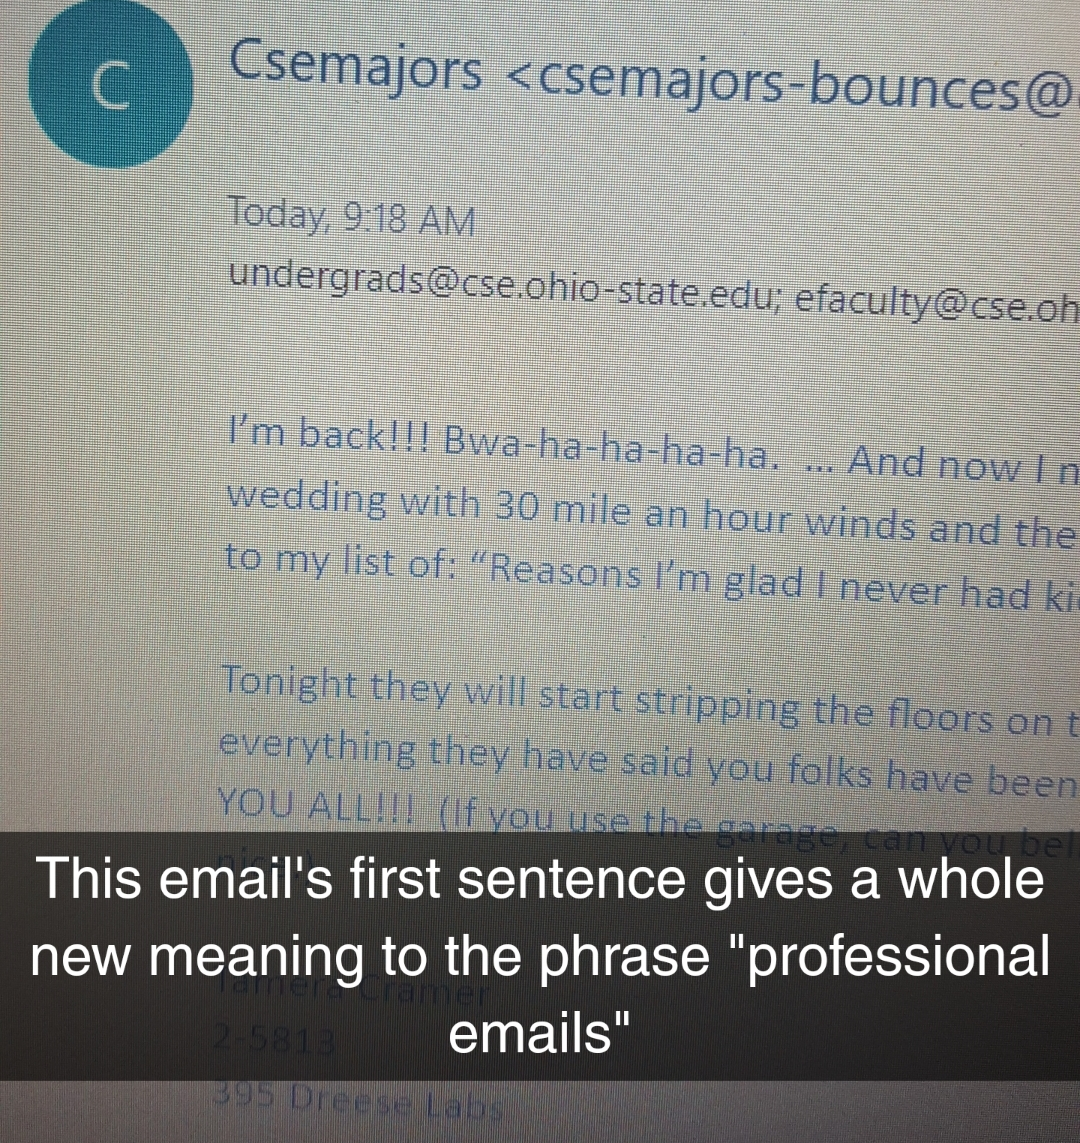 C
Csemajors <csemajors-bounces@
Today, 9:18 AM
undergrads@cse.ohio-state.edu; efaculty@cse.oh
I'm back!!! Bwa-ha-ha-ha-ha. ... And now I n
wedding with 30 mile an hour winds and the
to my list of: "Reasons I'm glad I never had ki
Tonight they will start stripping the floors on t
everything they have said you folks have been
YOU ALL!!! (If you use the garage, can you bel
This email's first sentence gives a whole
new meaning to the phrase "professional
emails"
Tamera Cramer
2-5813
395 Dreese Labs